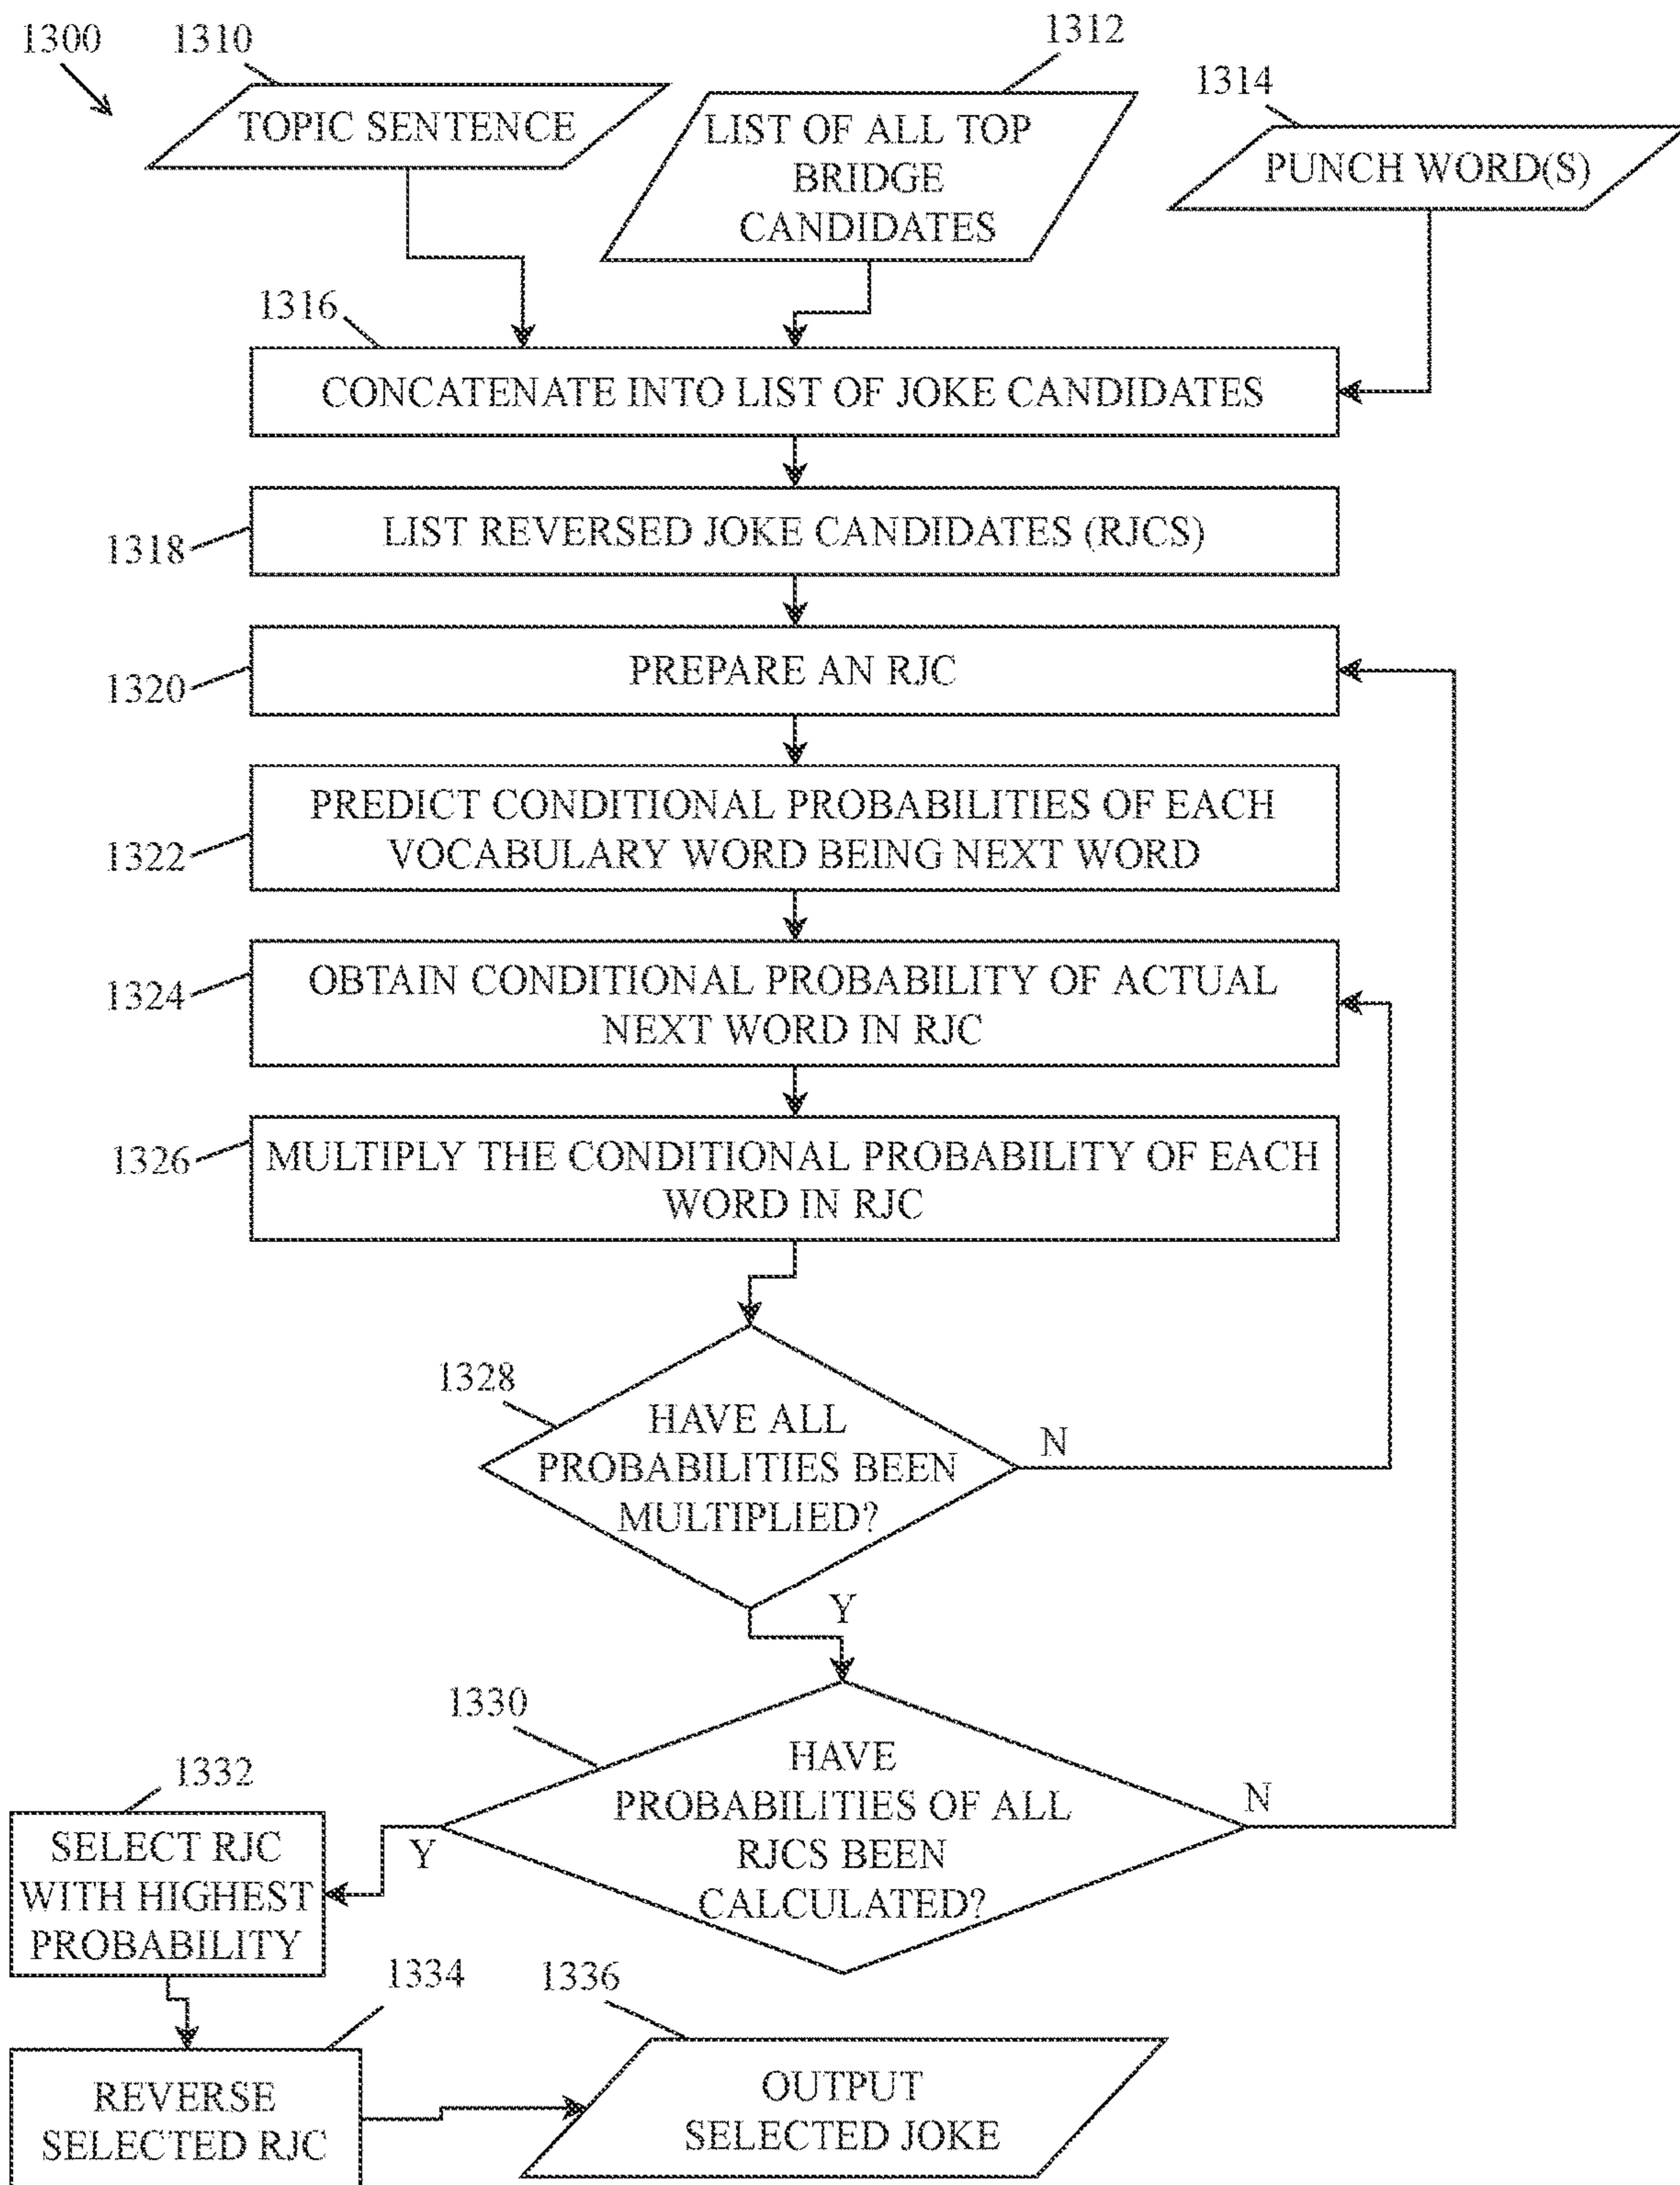 1300
1310
TOPIC SENTENCE
1312
LIST OF ALL TOP
BRIDGE
CANDIDATES
1314
PUNCH WORD(S)
1316
CONCATENATE INTO LIST OF JOKE CANDIDATES
1318
LIST REVERSED JOKE CANDIDATES (RJCS)
1320
PREPARE AN RJC
1322
PREDICT CONDITIONAL PROBABILITIES OF EACH
VOCABULARY WORD BEING NEXT WORD
1324
OBTAIN CONDITIONAL PROBABILITY OF ACTUAL
NEXT WORD IN RJC
1326
MULTIPLY THE CONDITIONAL PROBABILITY OF EACH
WORD IN RJC
1328
HAVE ALL
PROBABILITIES BEEN
MULTIPLIED?
N
Y
1330
HAVE
PROBABILITIES OF ALL
RJCS BEEN
CALCULATED?
N
Y
1332
SELECT RJC
WITH HIGHEST
PROBABILITY
1334
REVERSE
SELECTED RJC
1336
OUTPUT
SELECTED JOKE